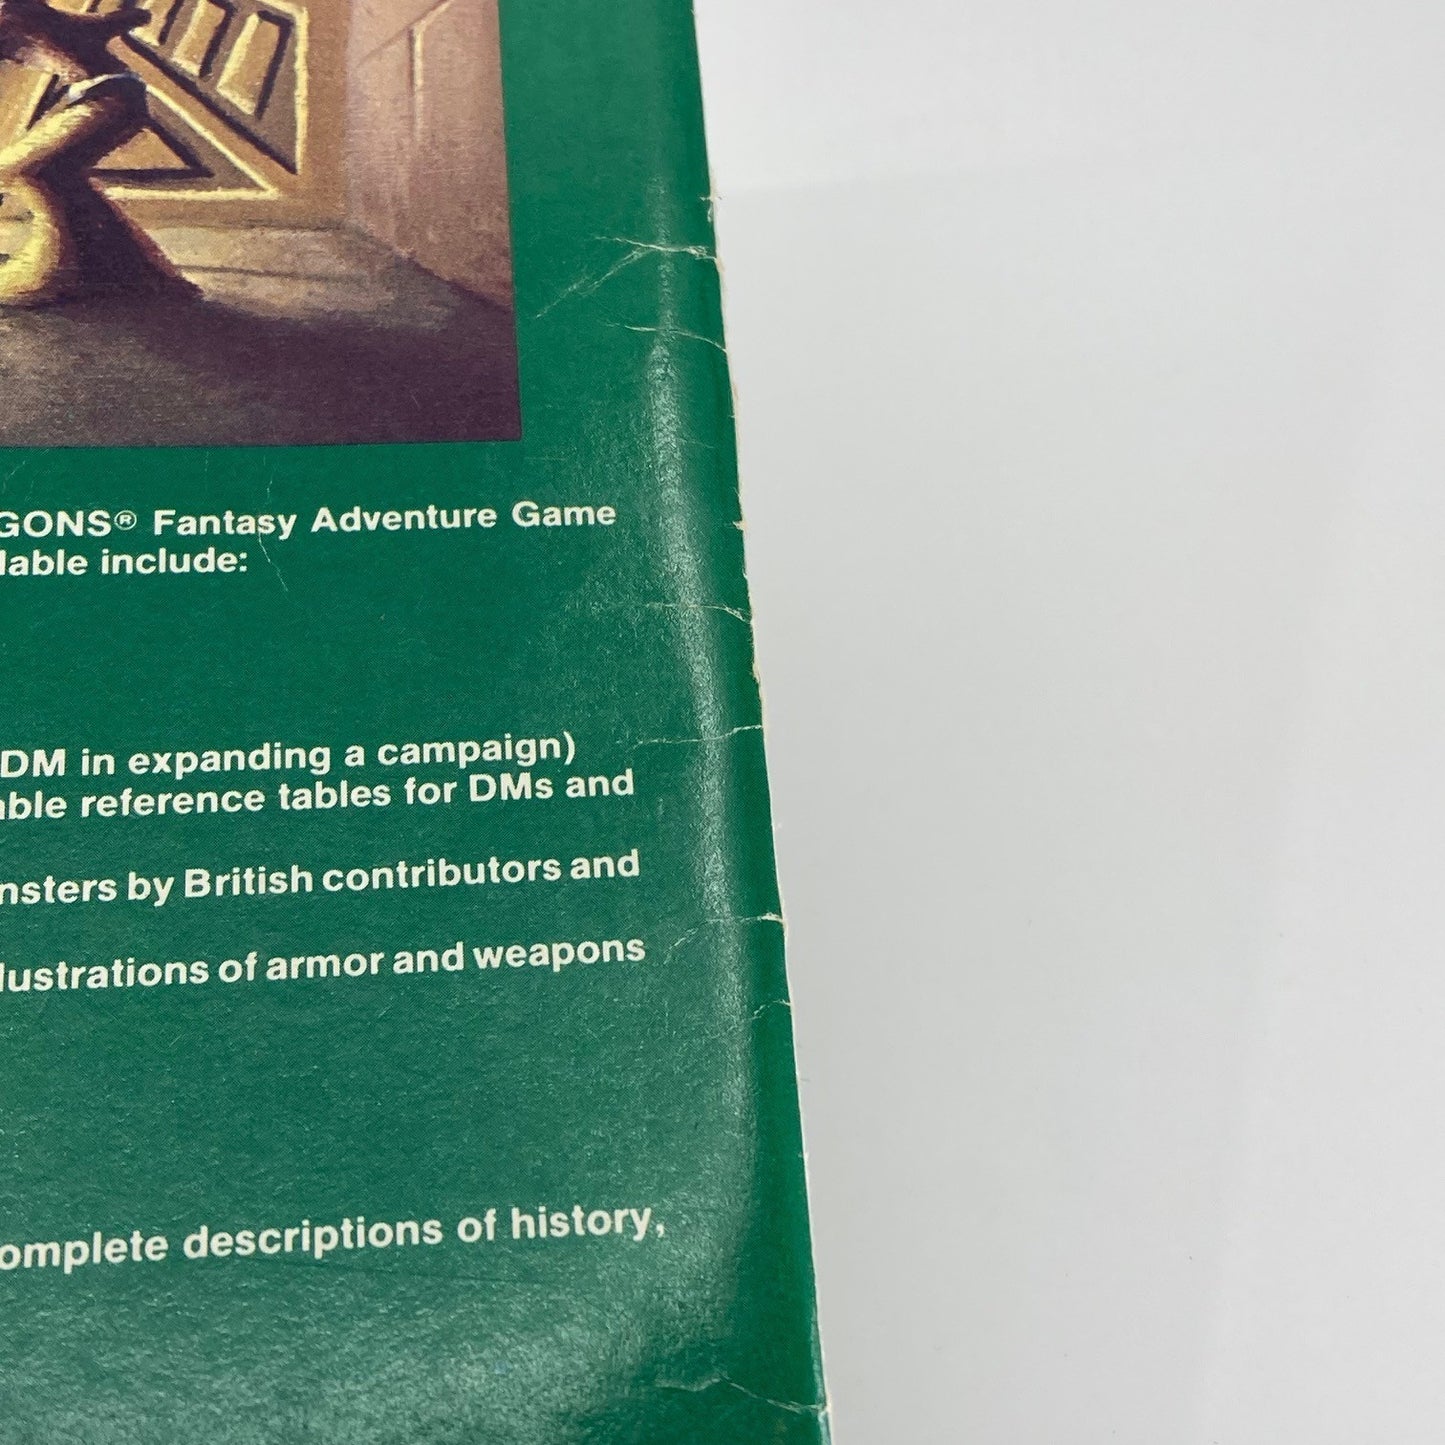 GONS® Fantasy Adventure Game
lable include:
DM in expanding a campaign)
able reference tables for DMs and
nsters by British contributors and
lustrations of armor and weapons
omplete descriptions of history,